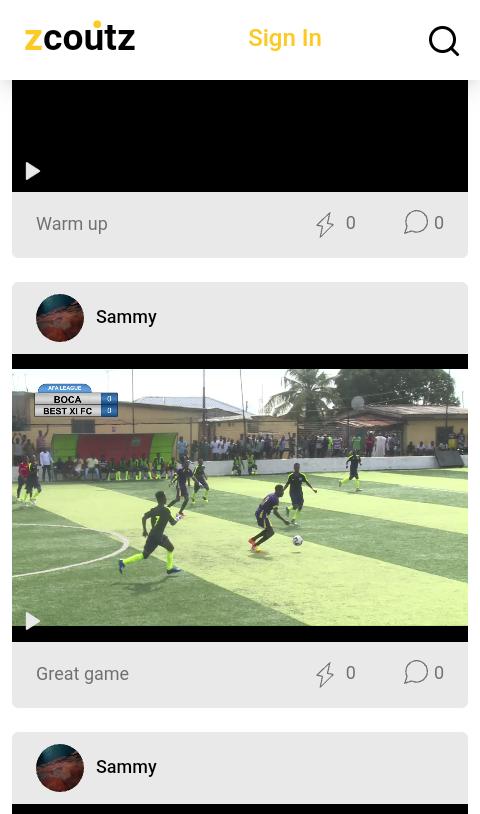 zcoutz
Sign In
Warm up
0
0
Sammy
AFA LEAGUE
BOCA 0
BEST XI FC 0
7
Great game
0
0
Sammy